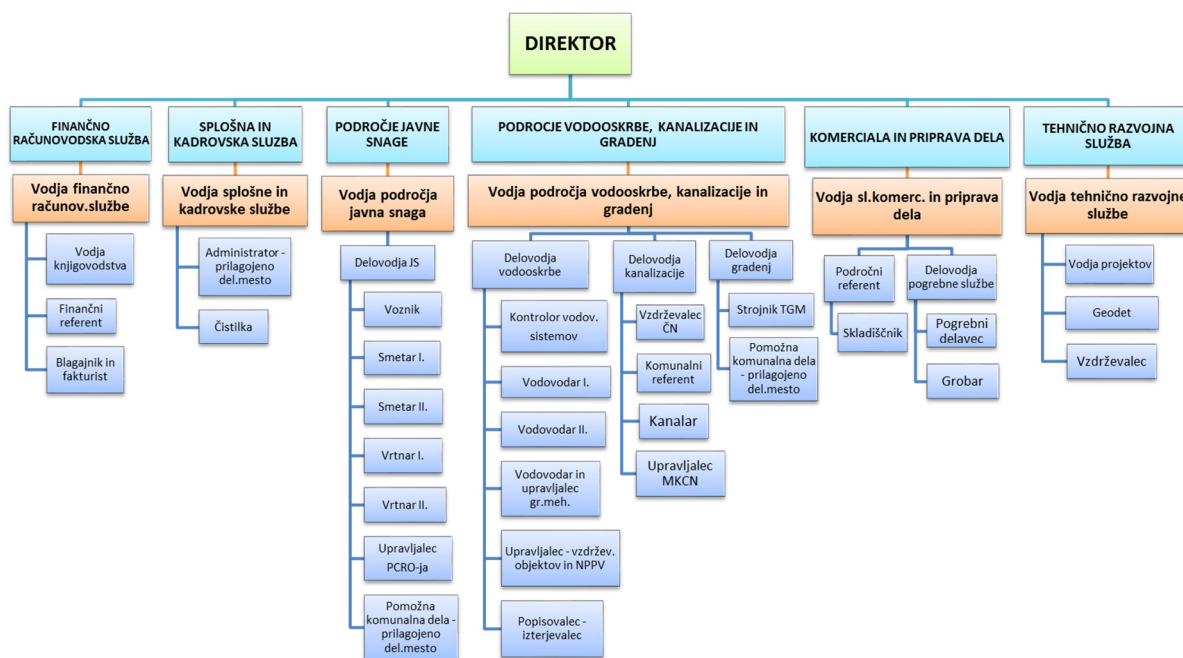 DIREKTOR
FINANČNO
RAČUNOVODSKA SLUŽBA
Vodja finančno
računov.službe
Vodja
knjigovodstva
Finančni
referent
Blagajnik in
fakturist
SPLOŠNA IN
KADROVSKA SLUZBA
Vodja splošne in
kadrovske službe
Administrator -
prilagojeno
del.mesto
Čistilka
PODROČJE JAVNE
SNAGE
Vodja področja
javna snaga
Delovodja JS
Voznik
Smetar I.
Smetar II.
Vrtnar I.
Vrtnar II.
Upravljalec
PCRO-ja
Pomožna
komunalna dela -
prilagojeno
del.mesto
PODROCJE VODOOSKRBE, KANALIZACIJE IN
GRADENJ
Vodja področja vodooskrbe, kanalizacije in
gradenj
Delovodja
vodooskrbe
Kontrolor vodov.
sistemov
Vodovodar I.
Vodovodar II.
Vodovodar in
upravljalec
gr.meh.
Upravljalec - vzdržev.
objektov in NPPV
Popisovalec -
izterjevalec
Delovodja
kanalizacije
Vzdrževalec
ČN
Komunalni
referent
Kanalar
Upravljalec
MKCN
Delovodja
gradenj
Strojnik TGM
Pomožna
komunalna dela
- prilagojeno
del.mesto
KOMERCIALA IN PRIPRAVA DELA
Vodja sl.komerc. in priprava
dela
Področni
referent
Skladiščnik
Delovodja
pogrebne službe
Pogrebni
delavec
Grobar
TEHNIČNO RAZVOJNA
SLUŽBA
Vodja tehnično razvojne
službe
Vodja projektov
Geodet
Vzdrževalec